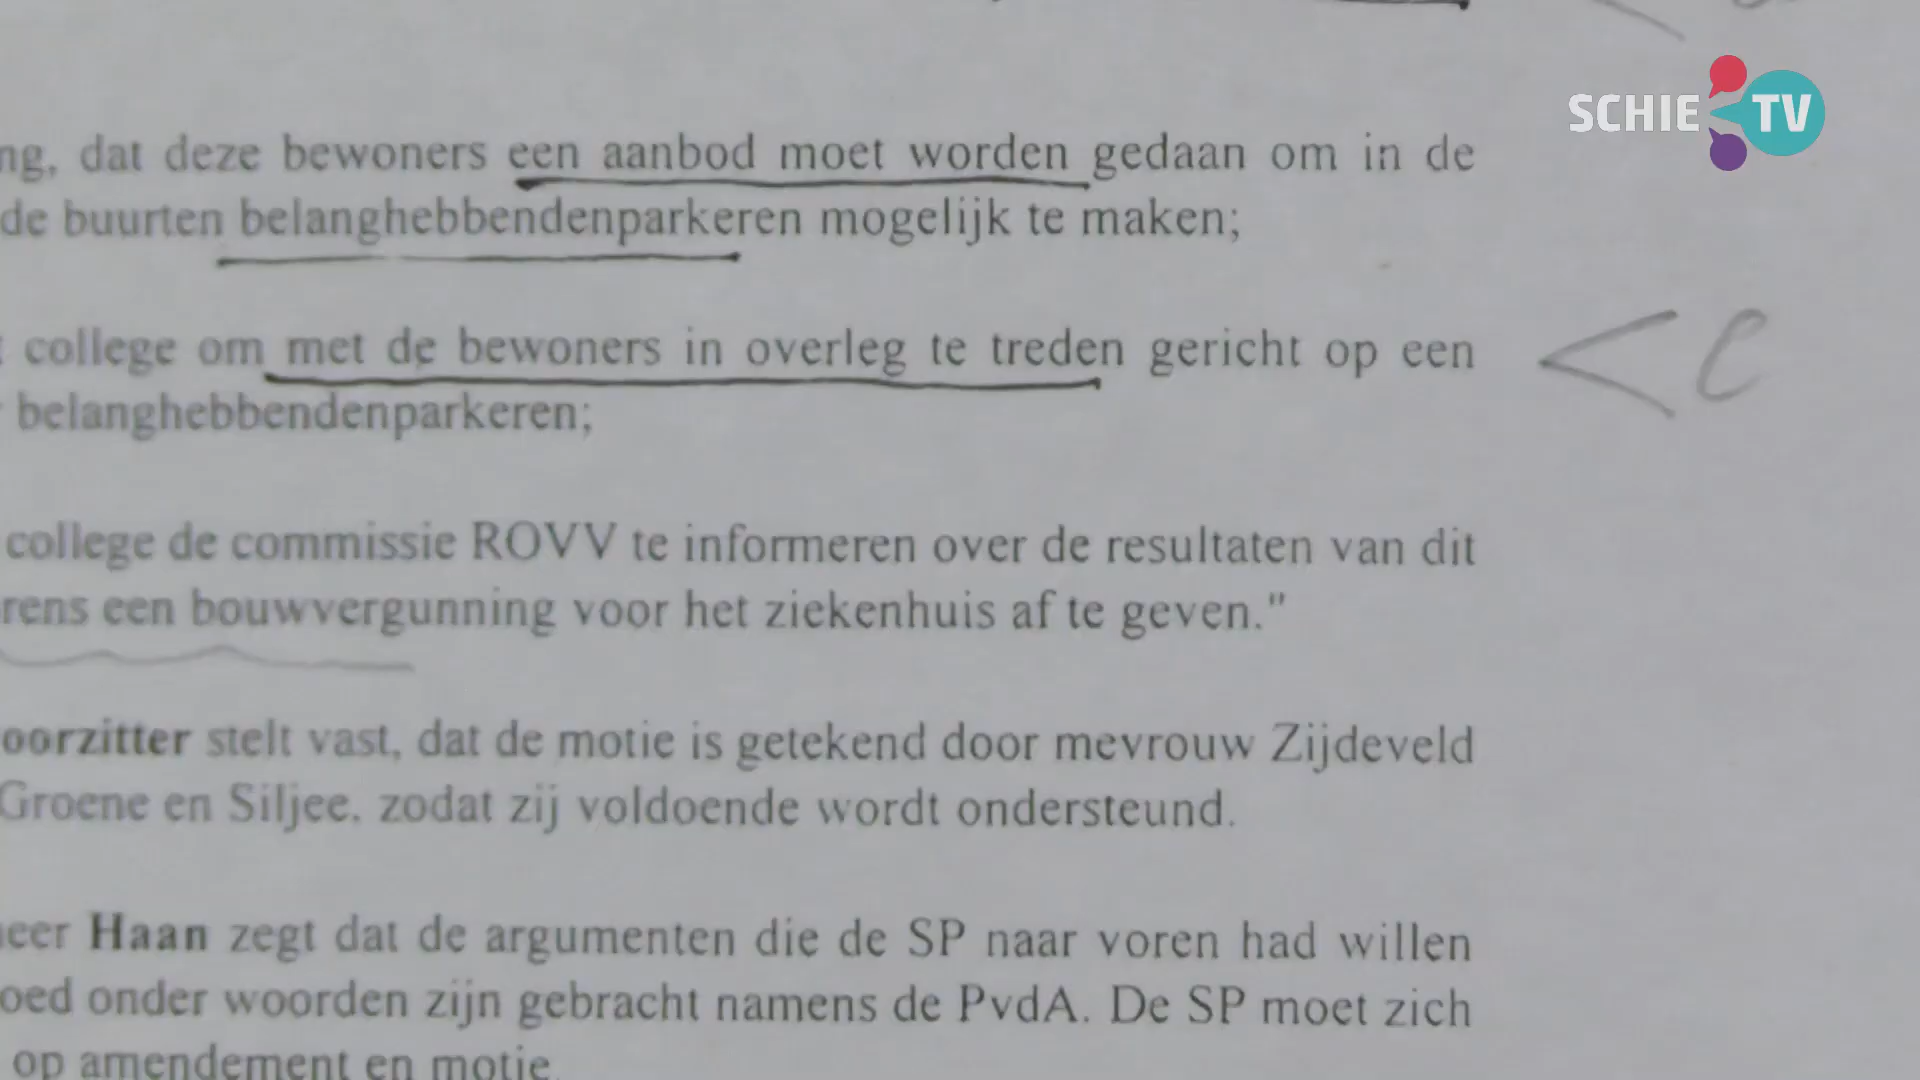 SCHIE TV
ng, dat deze bewoners een aanbod moet worden gedaan om in de
de buurten belanghebbendenparkeren mogelijk te maken;
college om met de bewoners in overleg te treden gericht op een
belanghebbendenparkeren;
< e
college de commissie ROVV te informeren over de resultaten van dit
rens een bouwvergunning voor het ziekenhuis af te geven."
oorzitter stelt vast, dat de motie is getekend door mevrouw Zijdeveld
Groene en Siljee. zodat zij voldoende wordt ondersteund.
eer Haan zegt dat de argumenten die de SP naar voren had willen
oed onder woorden zijn gebracht namens de PvdA. De SP moet zich
op amendement en motie.